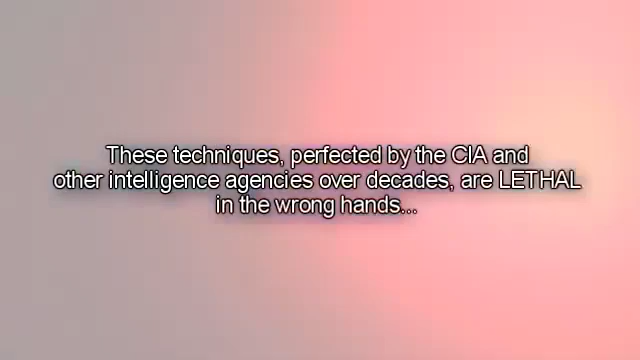 These techniques, perfected by the CIA and
other intelligence agencies over decades, are LETHAL
in the wrong hands...